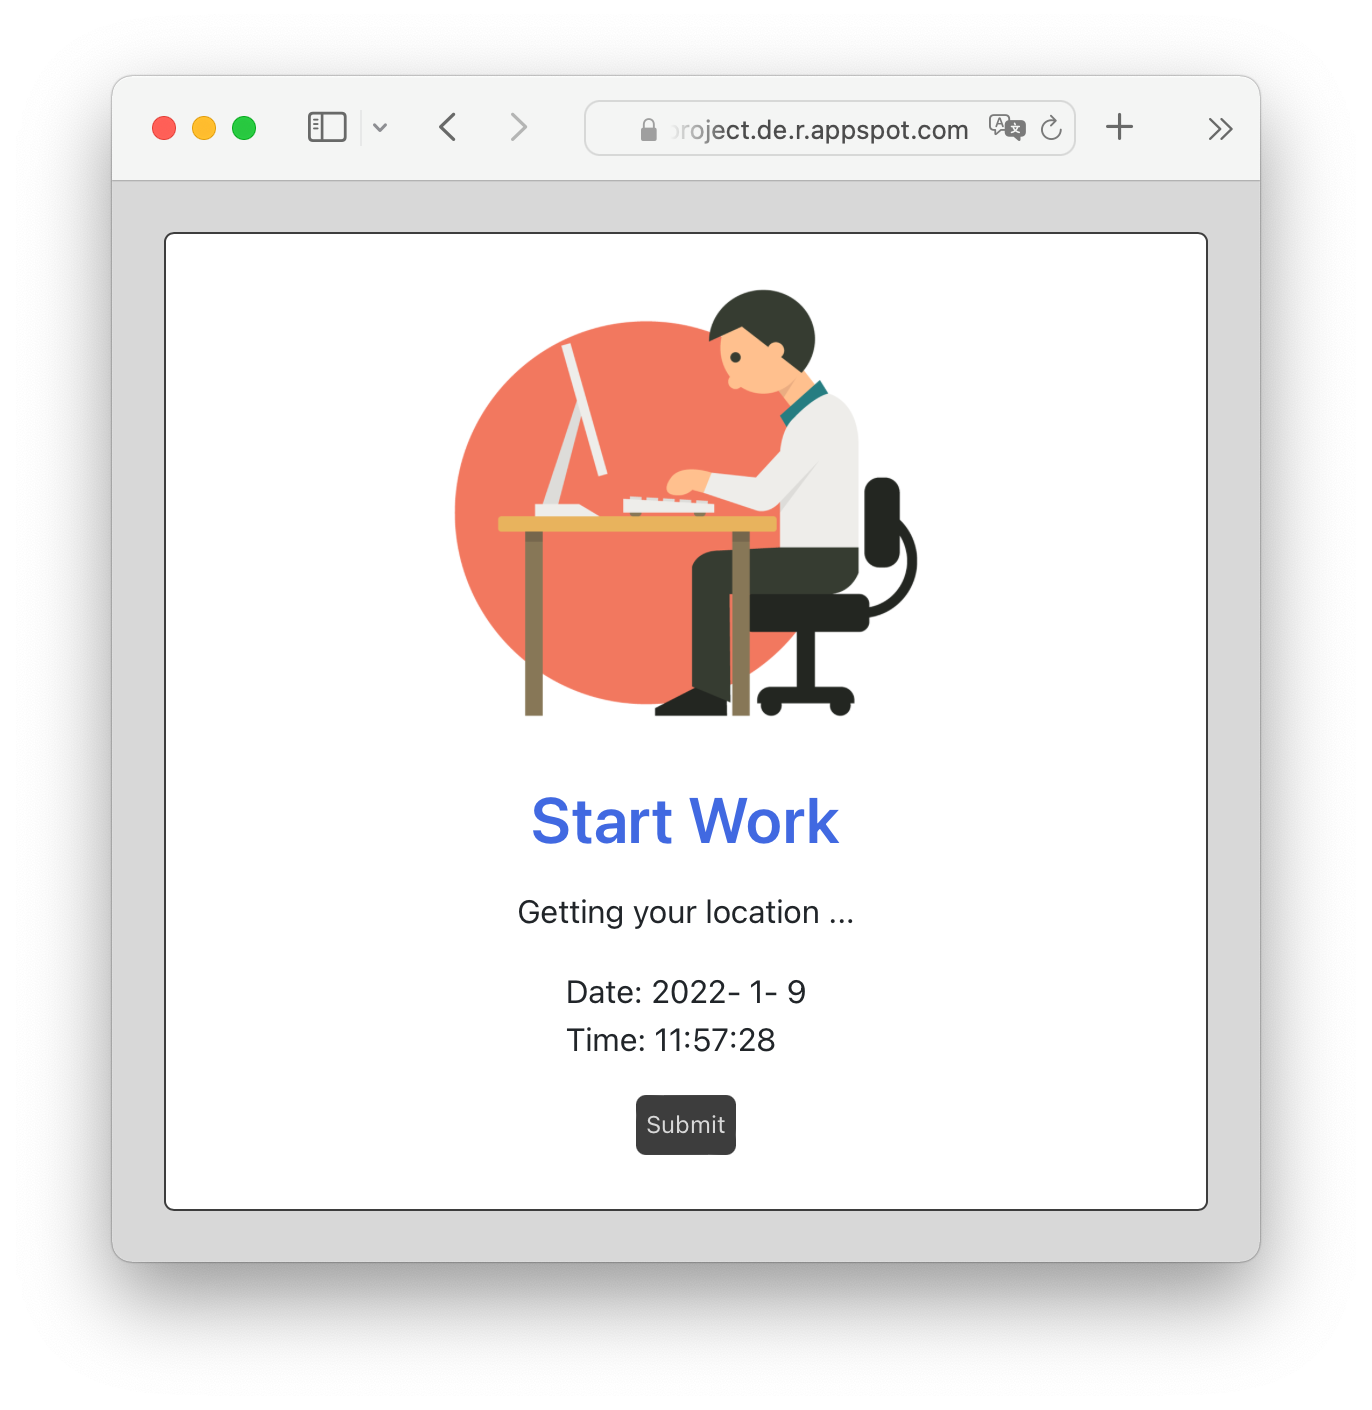 roject.de.r.appspot.com
Start Work
Getting your location ...
Date: 2022- 1- 9
Time: 11:57:28
Submit